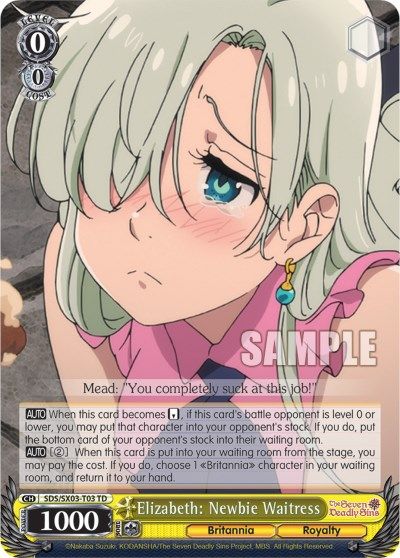 LEVEL
0
0
COST
SAMPLE
Mead: "You completely suck at this job!"
AUTO When this card becomes , if this card's battle opponent is level 0 or
lower, you may put that character into your opponent's stock. If you do, put
the bottom card of your opponent's stock into their waiting room.
AUTO [②] When this card is put into your waiting room from the stage, you
may pay the cost. If you do, choose 1 «Britannia» character in your waiting
room, and return it to your hand.
CH SDS/SX03-T03 TD
Elizabeth: Newbie Waitress
The Seven
Deadly Sins
POWER
1000
SOUL
Britannia
Royalty
©Nakaba Suzuki, KODANSHA/The Seven Deadly Sins Project, MBS. All Rights Reserved.